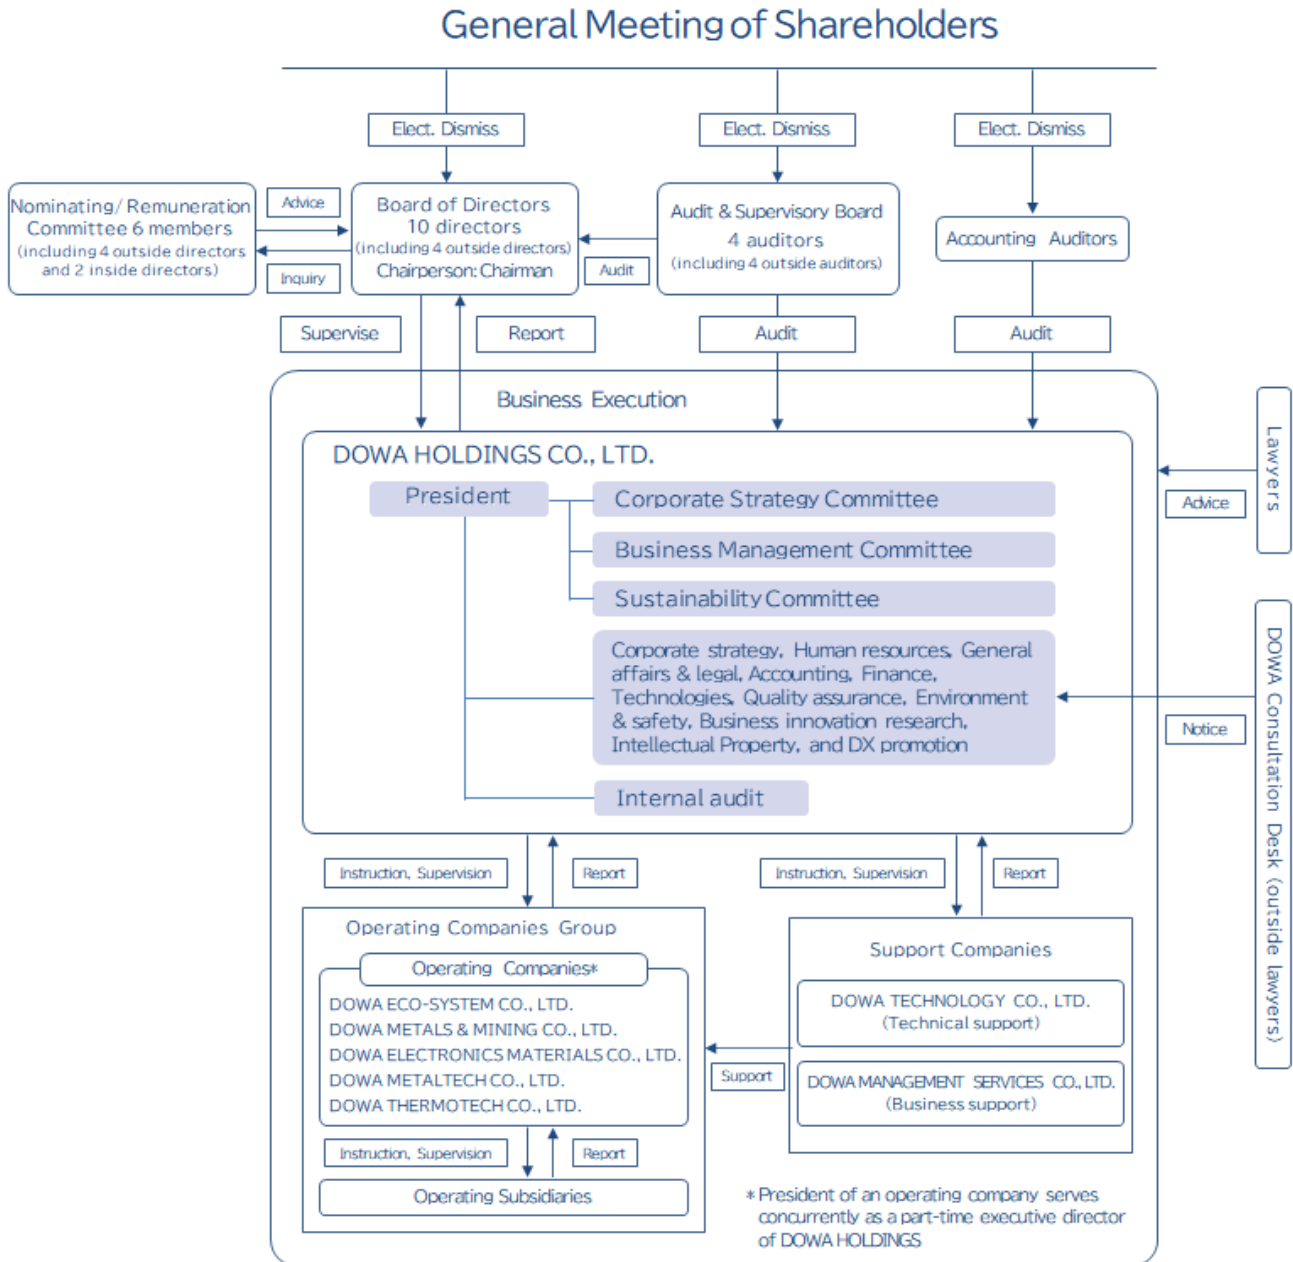 General Meeting of Shareholders
Elect. Dismiss
Elect. Dismiss
Elect. Dismiss
Nominating/Remuneration
Committee 6 members
(including 4 outside directors
and 2 inside directors)
Advice
Inquiry
Board of Directors
10 directors
(including 4 outside directors)
Chairperson: Chairman
Audit
Audit & Supervisory Board
4 auditors
(including 4 outside auditors)
Accounting Auditors
Supervise
Report
Audit
Audit
Business Execution
DOWA HOLDINGS CO., LTD.
President
Corporate Strategy Committee
Business Management Committee
Sustainability Committee
Corporate strategy, Human resources, General
affairs & legal, Accounting, Finance,
Technologies, Quality assurance, Environment
& safety, Business innovation research,
Intellectual Property, and DX promotion
Internal audit
Lawyers
Advice
DOWA Consultation Desk (outside lawyers)
Notice
Instruction, Supervision
Report
Instruction, Supervision
Report
Operating Companies Group
Operating Companies*
DOWA ECO-SYSTEM CO., LTD.
DOWA METALS & MINING CO., LTD.
DOWA ELECTRONICS MATERIALS CO., LTD.
DOWA METALTECH CO., LTD.
DOWA THERMOTECH CO., LTD.
Instruction, Supervision
Report
Operating Subsidiaries
Support
Support Companies
DOWA TECHNOLOGY CO., LTD.
(Technical support)
DOWA MANAGEMENT SERVICES CO., LTD.
(Business support)
* President of an operating company serves
concurrently as a part-time executive director
of DOWA HOLDINGS